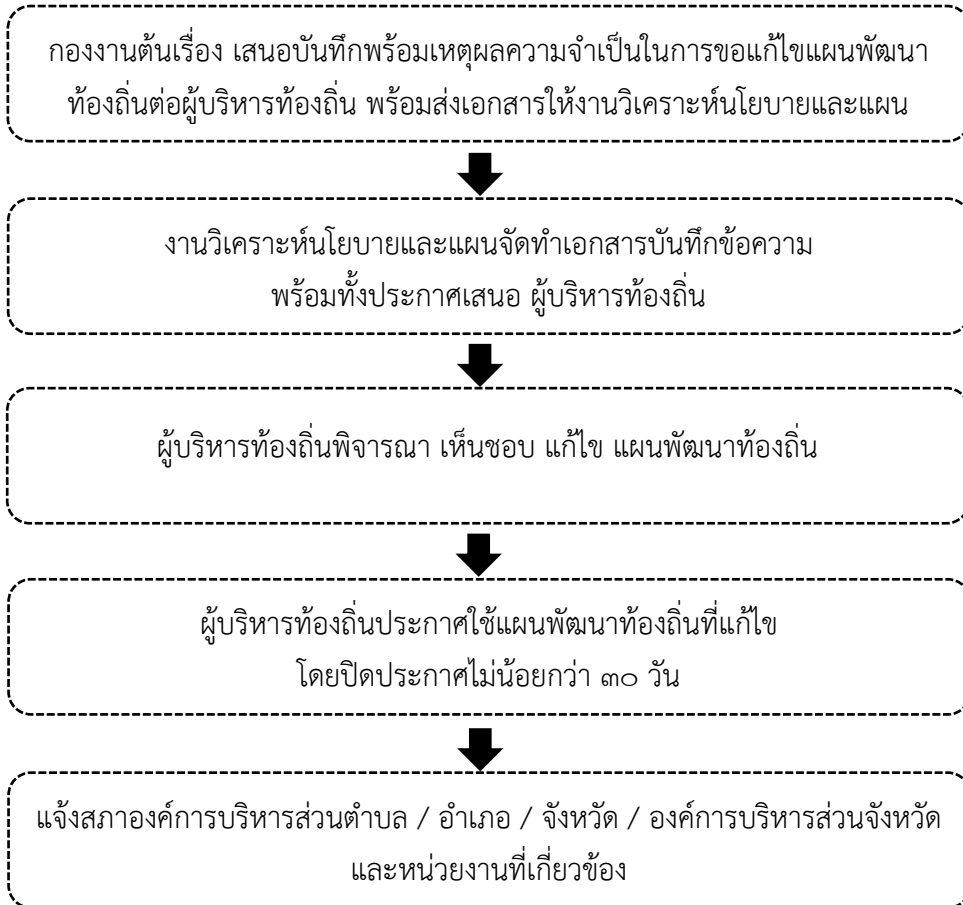 กองงานต้นเรื่อง เสนอบันทึกพร้อมเหตุผลความจำเป็นในการขอแก้ไขแผนพัฒนา
ท้องถิ่นต่อผู้บริหารท้องถิ่น พร้อมส่งเอกสารให้งานวิเคราะห์นโยบายและแผน
งานวิเคราะห์นโยบายและแผนจัดทำเอกสารบันทึกข้อความ
พร้อมทั้งประกาศเสนอ ผู้บริหารท้องถิ่น
ผู้บริหารท้องถิ่นพิจารณา เห็นชอบ แก้ไข แผนพัฒนาท้องถิ่น
ผู้บริหารท้องถิ่นประกาศใช้แผนพัฒนาท้องถิ่นที่แก้ไข
โดยปิดประกาศไม่น้อยกว่า ๓๐ วัน
แจ้งสภาองค์การบริหารส่วนตำบล / อำเภอ / จังหวัด / องค์การบริหารส่วนจังหวัด
และหน่วยงานที่เกี่ยวข้อง